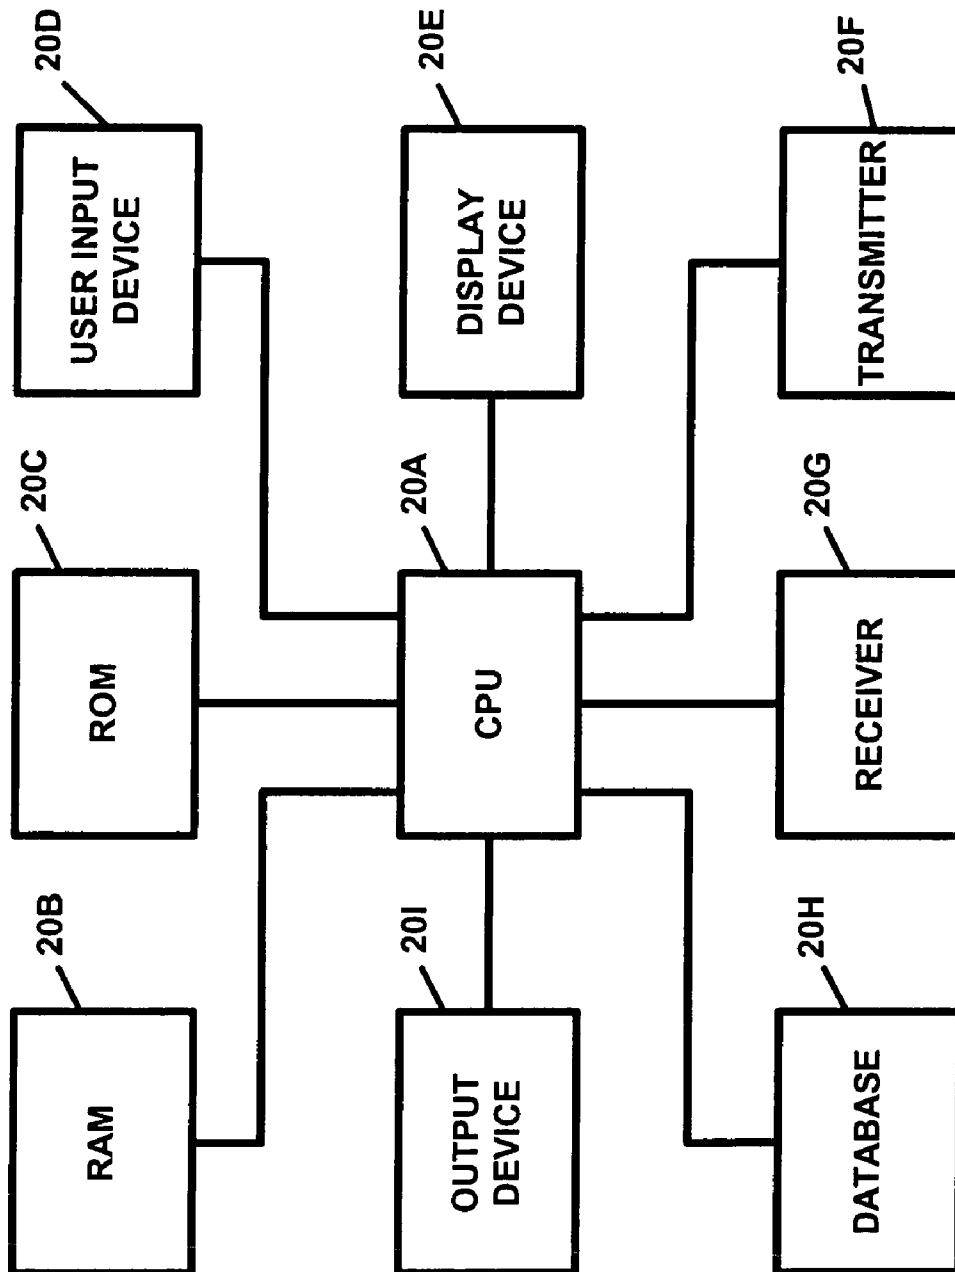 20B
RAM
20C
ROM
20D
USER INPUT
DEVICE
20I
OUTPUT
DEVICE
20A
CPU
20E
DISPLAY
DEVICE
20H
DATABASE
20G
RECEIVER
20F
TRANSMITTER